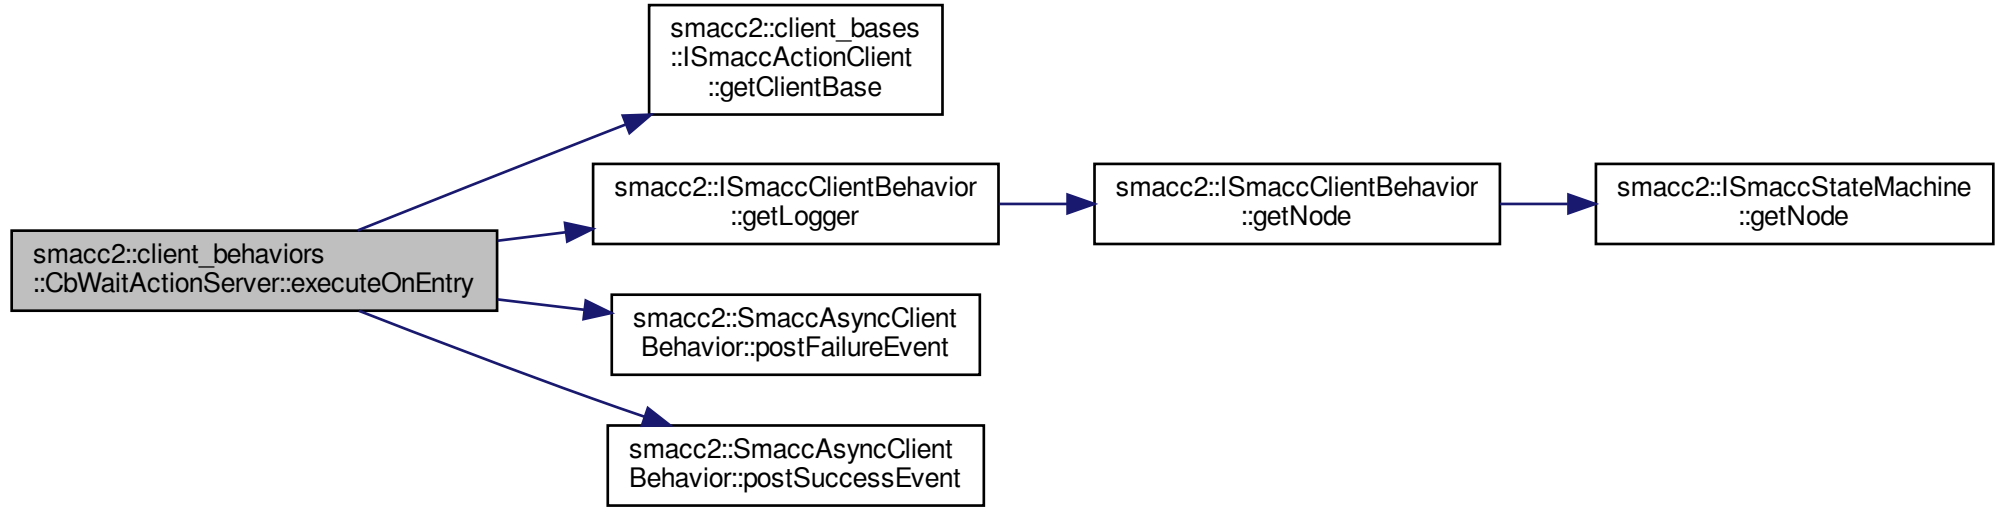 smacc2::client_bases
::ISmaccActionClient
::getClientBase
smacc2::ISmaccClientBehavior
::getLogger
smacc2::ISmaccClientBehavior
::getNode
smacc2::ISmaccStateMachine
::getNode
smacc2::client_behaviors
::CbWaitActionServer::executeOnEntry
smacc2::SmaccAsyncClient
Behavior::postFailureEvent
smacc2::SmaccAsyncClient
Behavior::postSuccessEvent